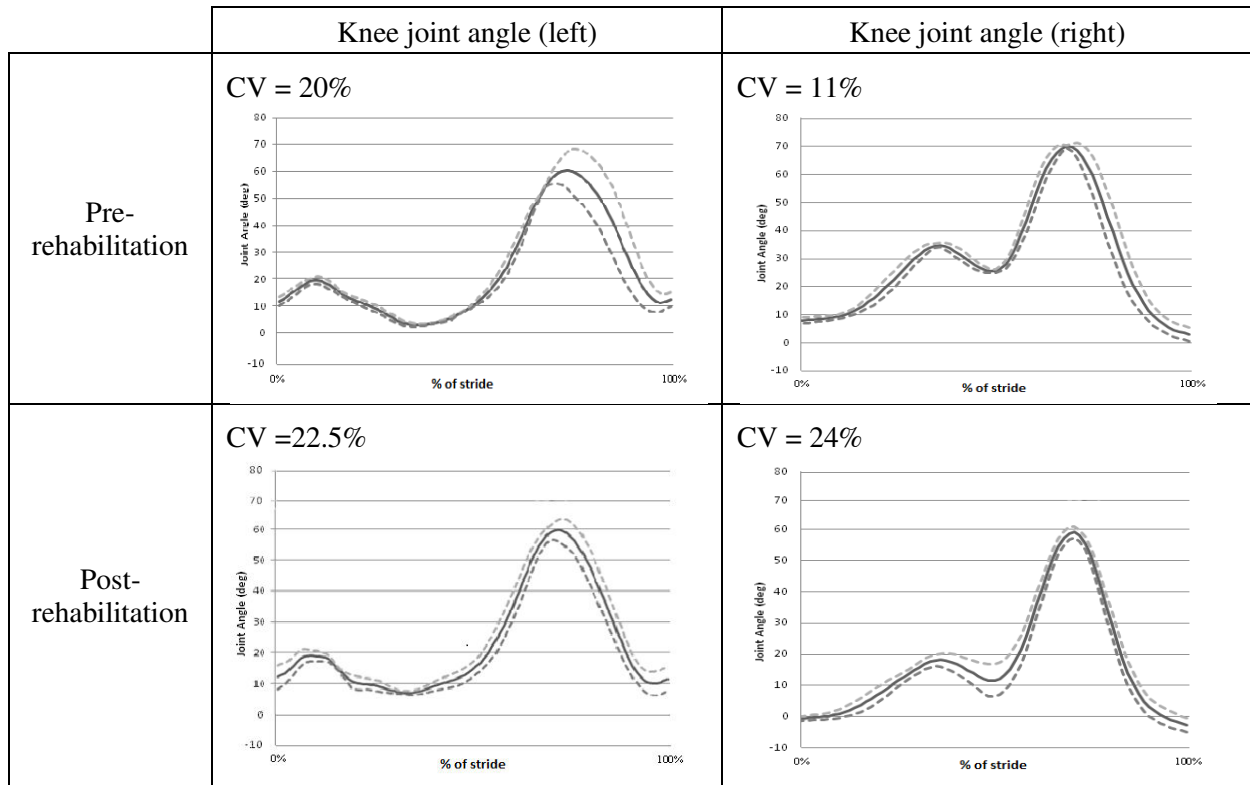 Knee joint angle (left)
Knee joint angle (right)
Pre-
rehabilitation
CV = 20%
80
70
60
50
40
30
20
10
0
-10
Joint Angle (deg)
0%
% of stride
100%
CV = 11%
80
70
60
50
40
30
20
10
0
-10
Joint Angle (deg)
0%
% of stride
100%
Post-
rehabilitation
CV =22.5%
80
70
60
50
40
30
20
10
0
-10
Joint Angle (deg)
0%
% of stride
100%
CV = 24%
80
70
60
50
40
30
20
10
0
-10
Joint Angle (deg)
0%
% of stride
100%